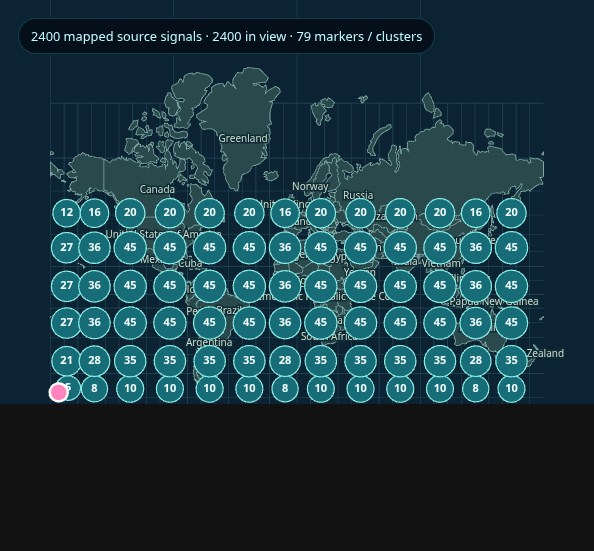 2400 mapped source signals · 2400 in view · 79 markers / clusters
Greenland
Canada
Norway
Russia
12 16 20 20 20 20 16 20 20 20 20 16 20
United States of America
27 36 45 45 45 45 36 45 45 45 45 36 45
Cuba
Vietnam
27 36 45 45 45 45 36 45 45 45 45 36 45
Papua New Guinea
Brazil
27 36 45 45 45 45 36 45 45 45 45 36 45
South Africa
Argentina
Zealand
21 28 35 35 35 35 28 35 35 35 35 28 35
8 10 10 10 10 8 10 10 10 10 8 10